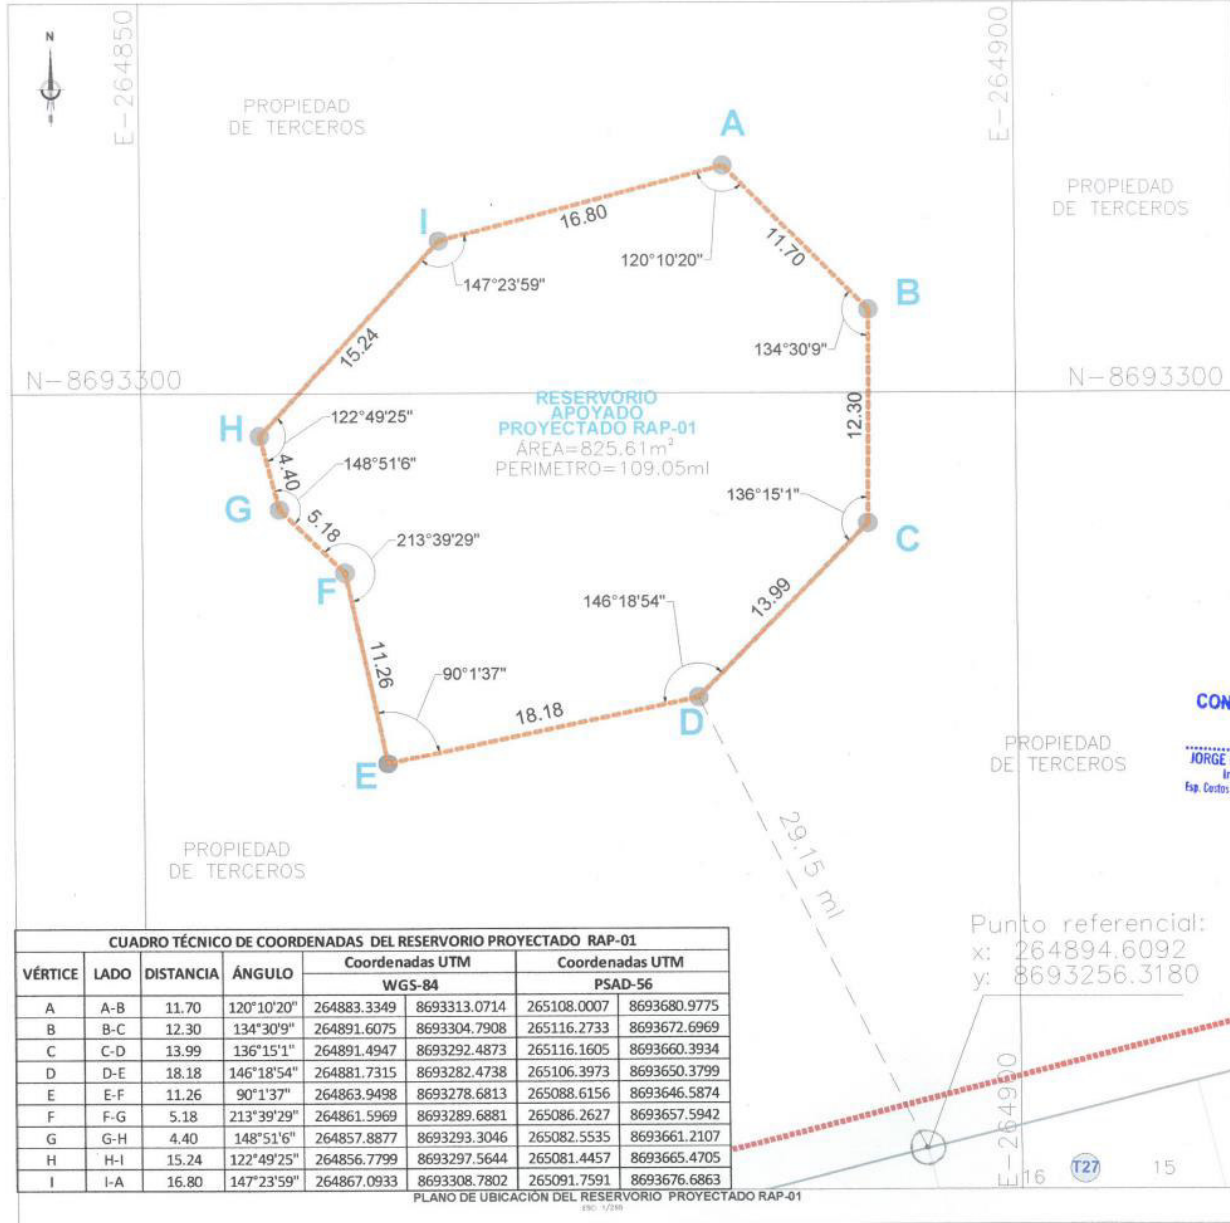 N
E-264850
E-264900
PROPIEDAD
DE TERCEROS
A
PROPIEDAD
DE TERCEROS
I
16.80
11.70
120°10'20"
147°23'59"
B
15.24
134°30'9"
N-8693300
N-8693300
RESERVORIO
APOYADO
PROYECTADO RAP-01
ÁREA=825.61m²
PERIMETRO=109.05ml
12.30
H
122°49'25"
4.40
148°51'6"
G
5.18
136°15'1"
C
213°39'29"
F
13.99
146°18'54"
11.26
90°1'37"
18.18
D
E
CON
JORGE
Esp. Costos
PROPIEDAD
DE TERCEROS
29.15 ml
PROPIEDAD
DE TERCEROS
Punto referencial:
x: 264894.6092
y: 8693256.3180
CUADRO TÉCNICO DE COORDENADAS DEL RESERVORIO PROYECTADO RAP-01
VÉRTICE LADO DISTANCIA ÁNGULO Coordenadas UTM Coordenadas UTM
WGS-84 PSAD-56
A A-B 11.70 120°10'20" 264883.3349 8693313.0714 265108.0007 8693680.9775
B B-C 12.30 134°30'9" 264891.6075 8693304.7908 265116.2733 8693672.6969
C C-D 13.99 136°15'1" 264891.4947 8693292.4873 265116.1605 8693660.3934
D D-E 18.18 146°18'54" 264881.7315 8693282.4738 265106.3973 8693650.3799
E E-F 11.26 90°1'37" 264863.9498 8693278.6813 265088.6156 8693646.5874
F F-G 5.18 213°39'29" 264861.5969 8693289.6881 265086.2627 8693657.5942
G G-H 4.40 148°51'6" 264857.8877 8693293.3046 265082.5535 8693661.2107
H H-I 15.24 122°49'25" 264856.7799 8693297.5644 265081.4457 8693665.4705
I I-A 16.80 147°23'59" 264867.0933 8693308.7802 265091.7591 8693676.6863
E-264900
16
T27
15
PLANO DE UBICACIÓN DEL RESERVORIO PROYECTADO RAP-01